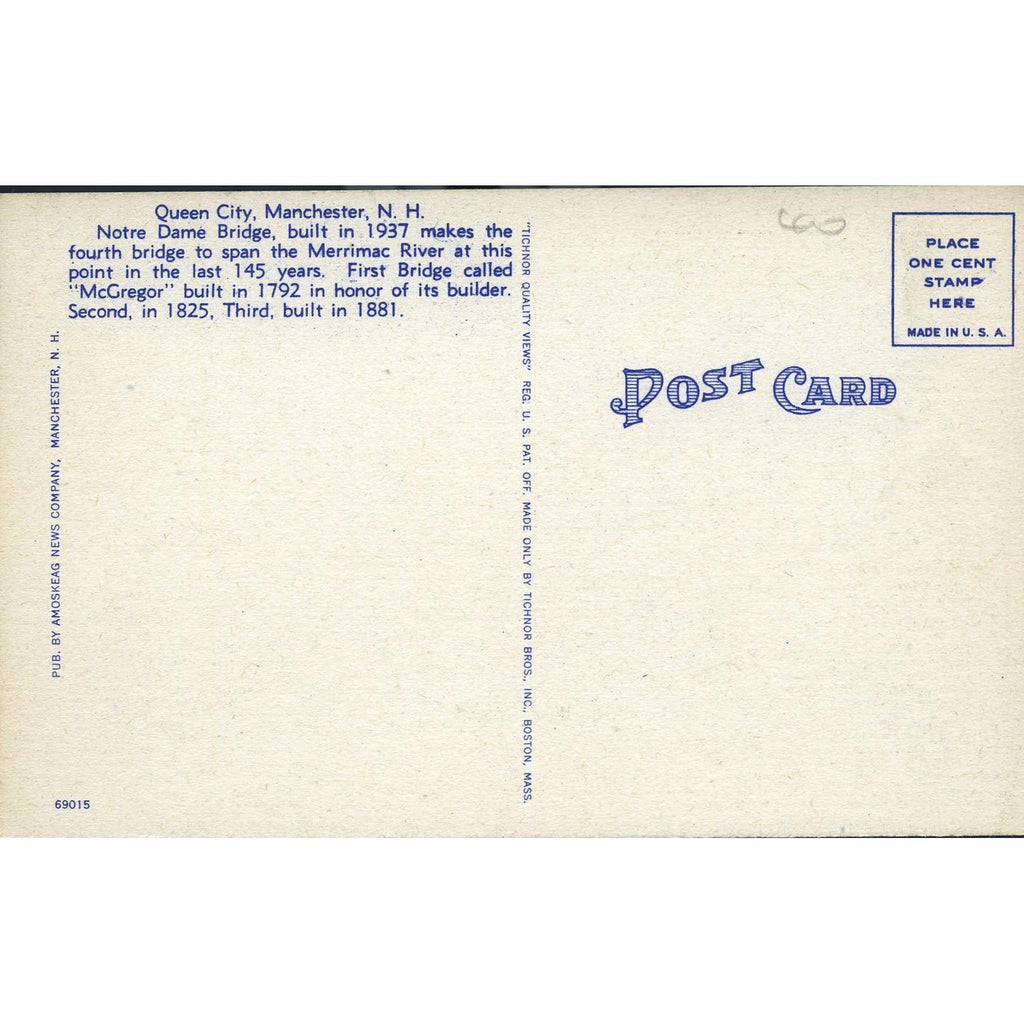 Queen City, Manchester, N. H.
Notre Dame Bridge, built in 1937 makes the
fourth bridge to span the Merrimac River at this
point in the last 145 years. First Bridge called
"McGregor" built in 1792 in honor of its builder.
Second, in 1825, Third, built in 1881.
PUB. BY AMOSKEAG NEWS COMPANY, MANCHESTER, N. H.
69015
"TICHNOR QUALITY VIEWS" REG. U. S. PAT. OFF. MADE ONLY BY TICHNOR BROS., INC., BOSTON, MASS.
POST CARD
PLACE
ONE CENT
STAMP
HERE
MADE IN U. S. A.